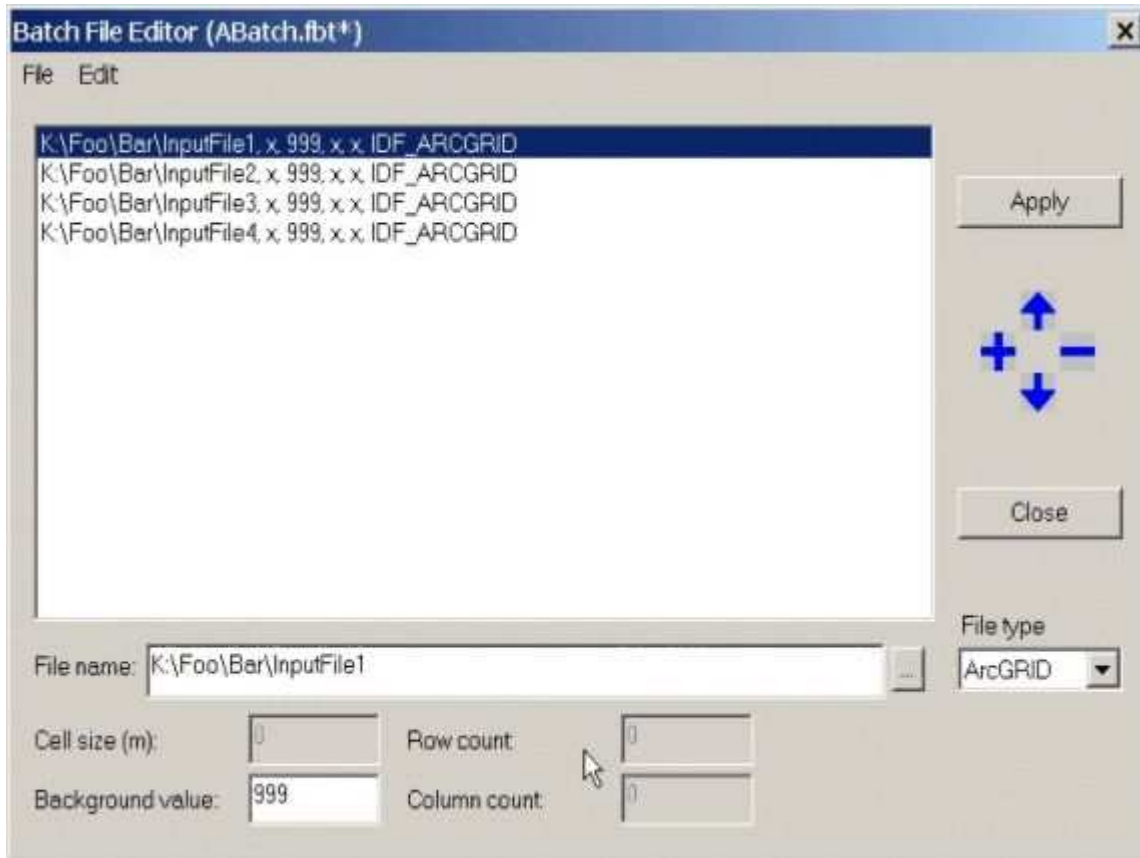 Batch File Editor (ABatch.fbt*)
File Edit
K:\Foo\Bar\InputFile1, x, 999, x, x, IDF_ARCGRID
K:\Foo\Bar\InputFile2, x, 999, x, x, IDF_ARCGRID
K:\Foo\Bar\InputFile3, x, 999, x, x, IDF_ARCGRID
K:\Foo\Bar\InputFile4, x, 999, x, x, IDF_ARCGRID
Apply
Close
File type
File name: K:\Foo\Bar\InputFile1 ... ArcGRID
Cell size (m): 0 Row count 0
Background value: 999 Column count 0